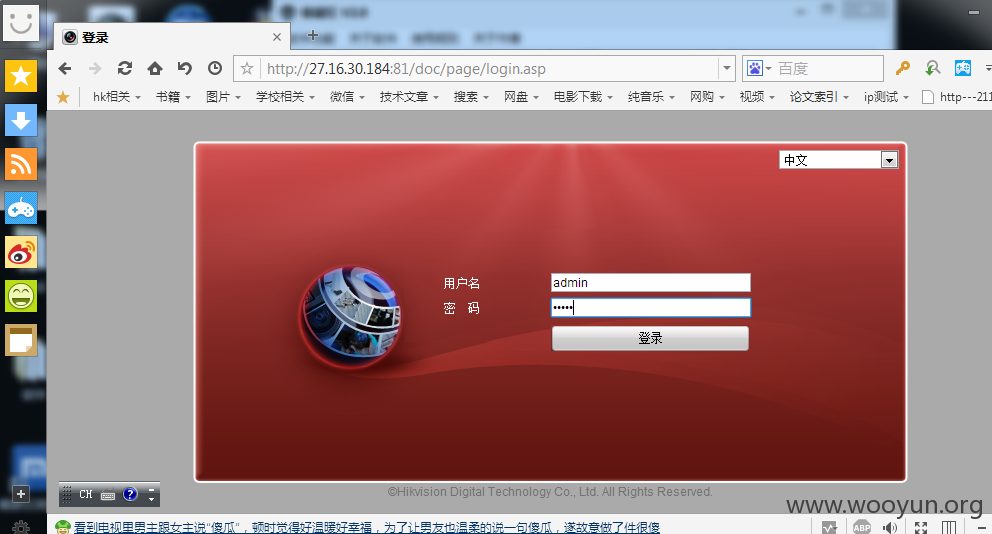 登录
http://27.16.30.184:81/doc/page/login.asp
百度
hk相关 书籍 图片 学校相关 微信 技术文章 搜索 网盘 电影下载 纯音乐 网购 视频 论文索引 ip测试 http---211
中文
用户名 admin
密 码 •••••
登录
©Hikvision Digital Technology Co., Ltd. All Rights Reserved.
CH
www.wooyun.org
看到电视里男主跟女主说“傻瓜”，顿时觉得好温暖好幸福，为了让男友也温柔的说一句傻瓜，遂故意做了件很傻
ABP